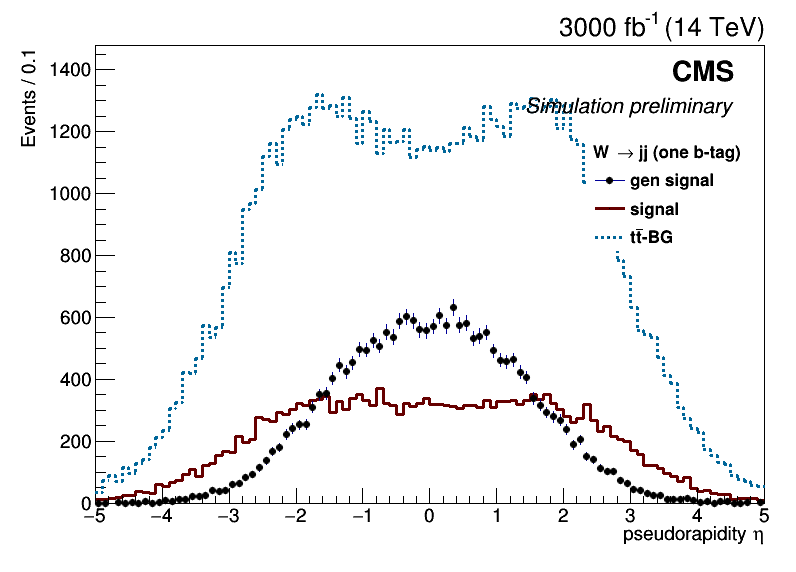 3000 fb⁻¹ (14 TeV)
Events / 0.1
1400
1200
1000
800
600
400
200
0
CMS
Simulation preliminary
W → jj (one b-tag)
gen signal
signal
tt̄-BG
−5 −4 −3 −2 −1 0 1 2 3 4 5
pseudorapidity η